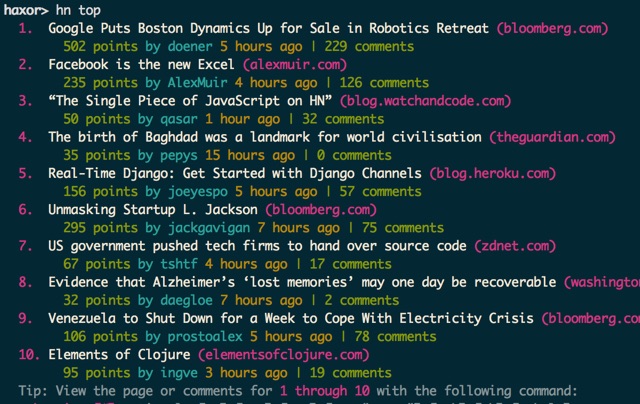 haxor> hn top
1. Google Puts Boston Dynamics Up for Sale in Robotics Retreat (bloomberg.com)
502 points by doener 5 hours ago | 229 comments
2. Facebook is the new Excel (alexmuir.com)
235 points by AlexMuir 4 hours ago | 126 comments
3. “The Single Piece of JavaScript on HN” (blog.watchandcode.com)
50 points by qasar 1 hour ago | 32 comments
4. The birth of Baghdad was a landmark for world civilisation (theguardian.com)
35 points by pepys 15 hours ago | 0 comments
5. Real-Time Django: Get Started with Django Channels (blog.heroku.com)
156 points by joeyespo 5 hours ago | 57 comments
6. Unmasking Startup L. Jackson (bloomberg.com)
295 points by jackgavigan 7 hours ago | 75 comments
7. US government pushed tech firms to hand over source code (zdnet.com)
67 points by tshtf 4 hours ago | 17 comments
8. Evidence that Alzheimer’s ‘lost memories’ may one day be recoverable (washington
32 points by daegloe 7 hours ago | 2 comments
9. Venezuela to Shut Down for a Week to Cope With Electricity Crisis (bloomberg.co
106 points by prostoalex 5 hours ago | 78 comments
10. Elements of Clojure (elementsofclojure.com)
95 points by ingve 3 hours ago | 19 comments
Tip: View the page or comments for 1 through 10 with the following command: